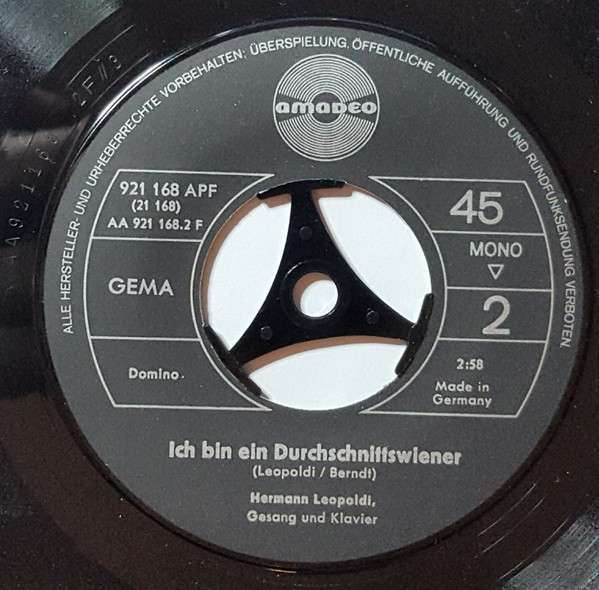 ALLE HERSTELLER- UND URHEBERRECHTE VORBEHALTEN; ÜBERSPIELUNG, ÖFFENTLICHE AUFFÜHRUNG UND RUNDFUNKSENDUNG VERBOTEN.
amadeo
921 168 APF
(21 168)
AA 921 168.2 F
GEMA
Domino
45
MONO
▽
2
2:58
Made in
Germany
Ich bin ein Durchschnittswiener
(Leopoldi / Berndt)
Hermann Leopoldi,
Gesang und Klavier